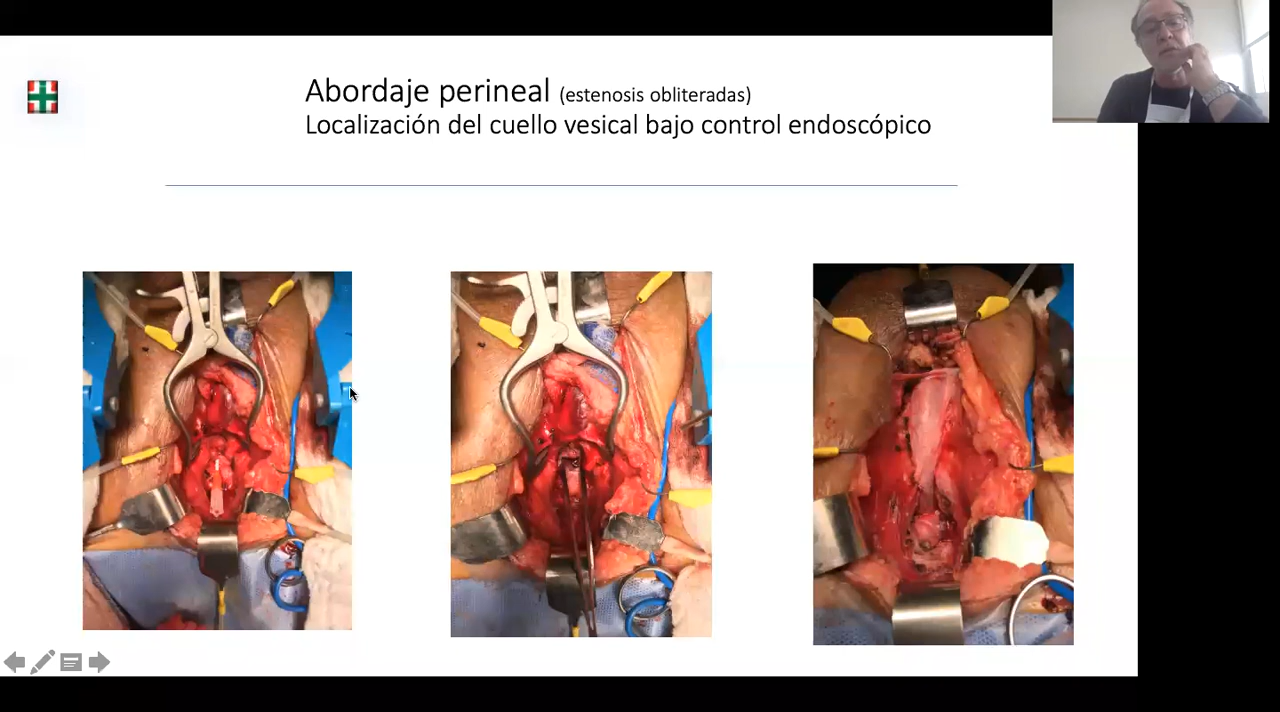 Abordaje perineal (estenosis obliteradas)
Localización del cuello vesical bajo control endoscópico